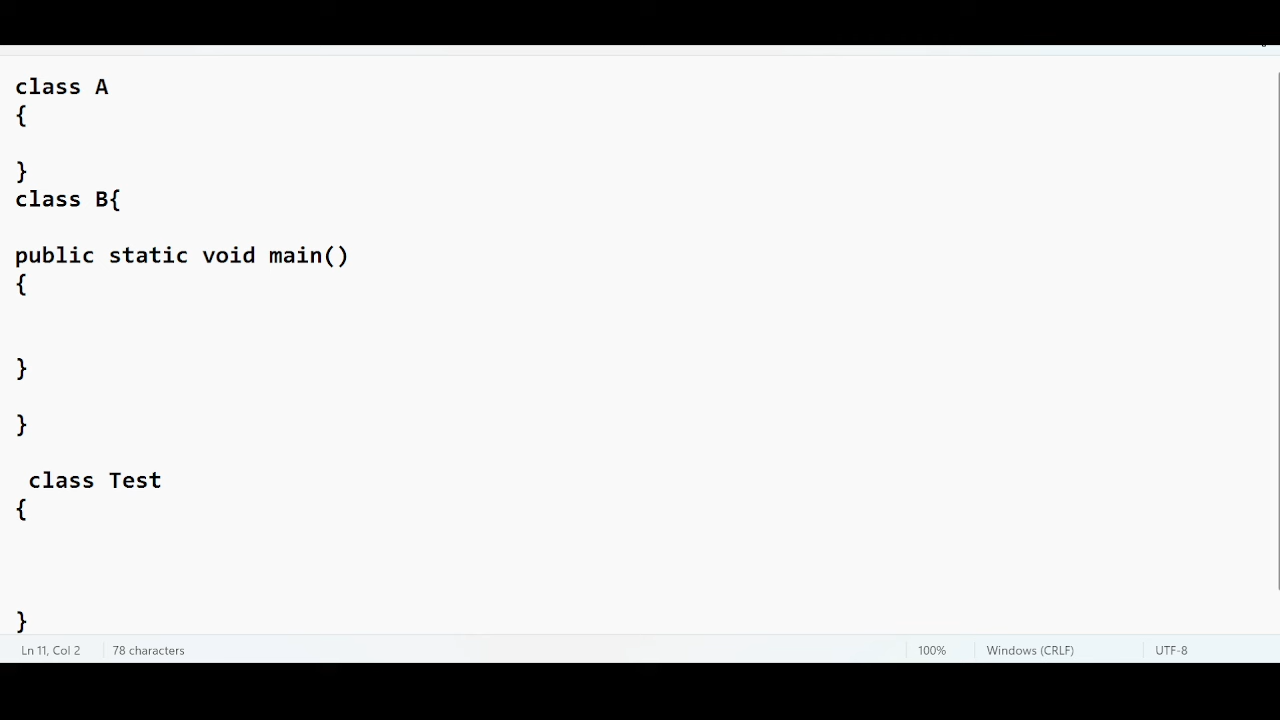 class A
{
}
class B{
public static void main()
{
}
}
class Test
{
}
Ln 11, Col 2 78 characters 100% Windows (CRLF) UTF-8